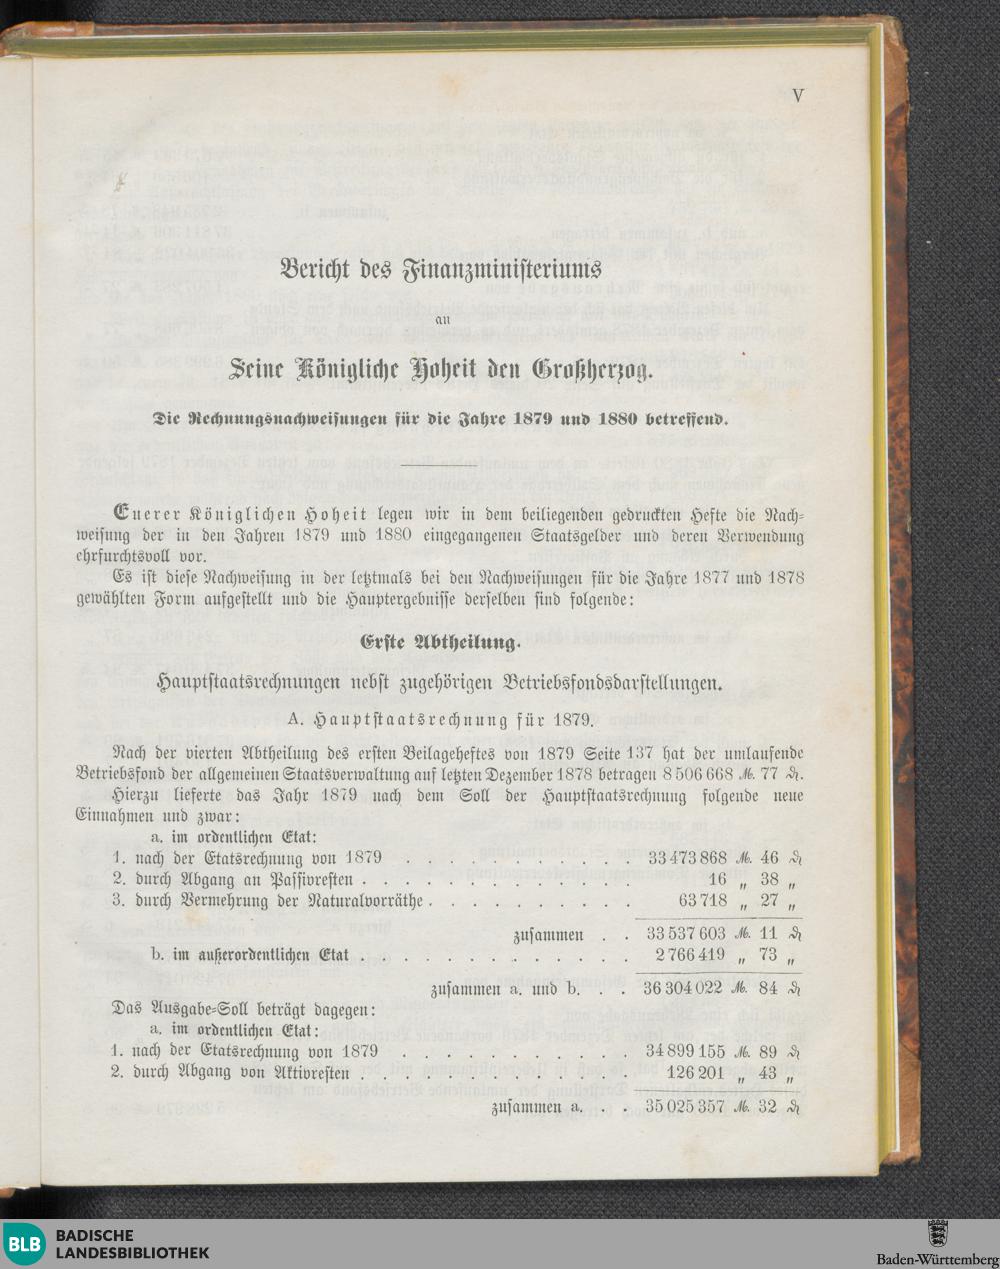 V
Bericht des Finanzministeriums
an
Seine Königliche Hoheit den Großherzog.
Die Rechnungsnachweisungen für die Jahre 1879 und 1880 betreffend.
Euerer Königlichen Hoheit legen wir in dem beiliegenden gedruckten Hefte die Nach-
weisung der in den Jahren 1879 und 1880 eingegangenen Staatsgelder und deren Verwendung
ehrfurchtsvoll vor.
Es ist diese Nachweisung in der letztmals bei den Nachweisungen für die Jahre 1877 und 1878
gewählten Form aufgestellt und die Hauptergebnisse derselben sind folgende:
Erste Abtheilung.
Hauptstaatsrechnungen nebst zugehörigen Betriebsfondsdarstellungen.
A. Hauptstaatsrechnung für 1879.
Nach der vierten Abtheilung des ersten Beilageheftes von 1879 Seite 137 hat der umlaufende
Betriebsfond der allgemeinen Staatsverwaltung auf letzten Dezember 1878 betragen 8 506 668 ℳ. 77 ₰.
Hierzu lieferte das Jahr 1879 nach dem Soll der Hauptstaatsrechnung folgende neue
Einnahmen und zwar:
a. im ordentlichen Etat:
1. nach der Etatsrechnung von 1879 . . . . . . . . . . 33 473 868 ℳ. 46 ₰
2. durch Abgang an Passivresten . . . . . . . . . . . . . 16 „ 38 „
3. durch Vermehrung der Naturalvorräthe . . . . . . . . . . 63 718 „ 27 „
zusammen . . 33 537 603 ℳ. 11 ₰
b. im außerordentlichen Etat . . . . . . . . . . . . . 2 766 419 „ 73 „
zusammen a. und b. . . 36 304 022 ℳ. 84 ₰
Das Ausgabe-Soll beträgt dagegen:
a. im ordentlichen Etat:
1. nach der Etatsrechnung von 1879 . . . . . . . . . . . 34 899 155 ℳ. 89 ₰
2. durch Abgang von Aktivresten . . . . . . . . . . . . . 126 201 „ 43 „
zusammen a. . . 35 025 357 ℳ. 32 ₰
BLB BADISCHE
LANDESBIBLIOTHEK
Baden-Württemberg